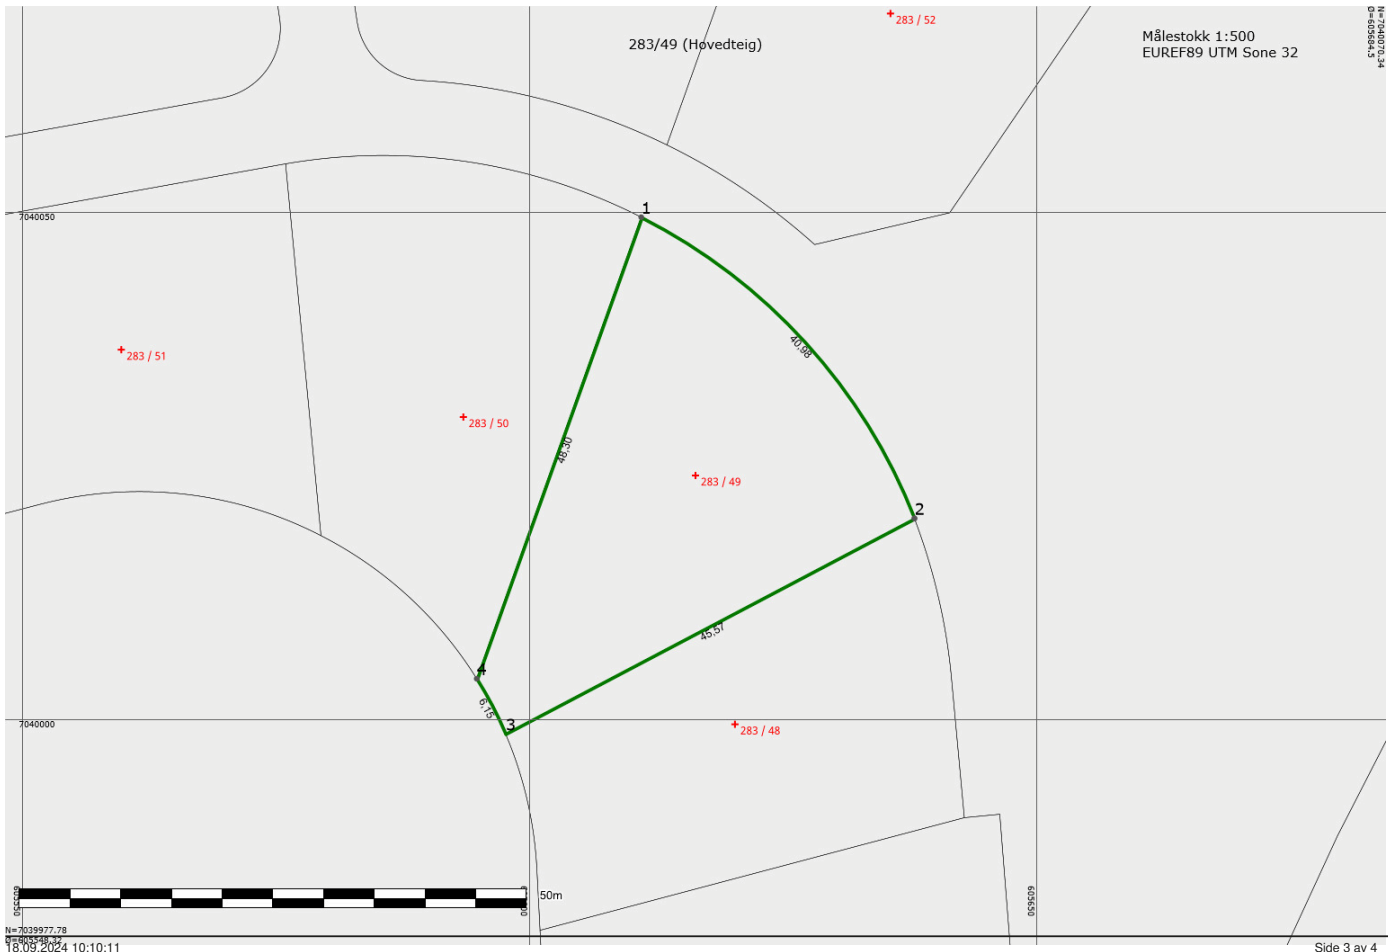 283/49 (Hovedteig)
283 / 52
Målestokk 1:500
EUREF89 UTM Sone 32
N=7040070.34
Ø=605684.5
7040050
1
283 / 51
40,98
283 / 50
48,30
283 / 49
2
45,57
4
6,15
3
7040000
283 / 48
50m
605650
N=7039977.78
Ø=605548.32
18.09.2024 10:10:11
Side 3 av 4